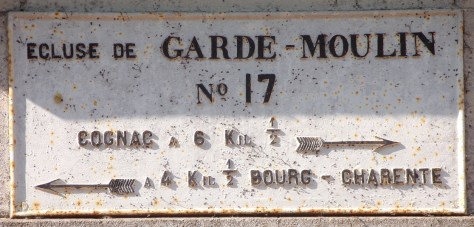 ECLUSE DE GARDE-MOULIN
No 17
COGNAC A 6 KIL 1/2
A 4 KIL 1/2 BOURG-CHARENTE